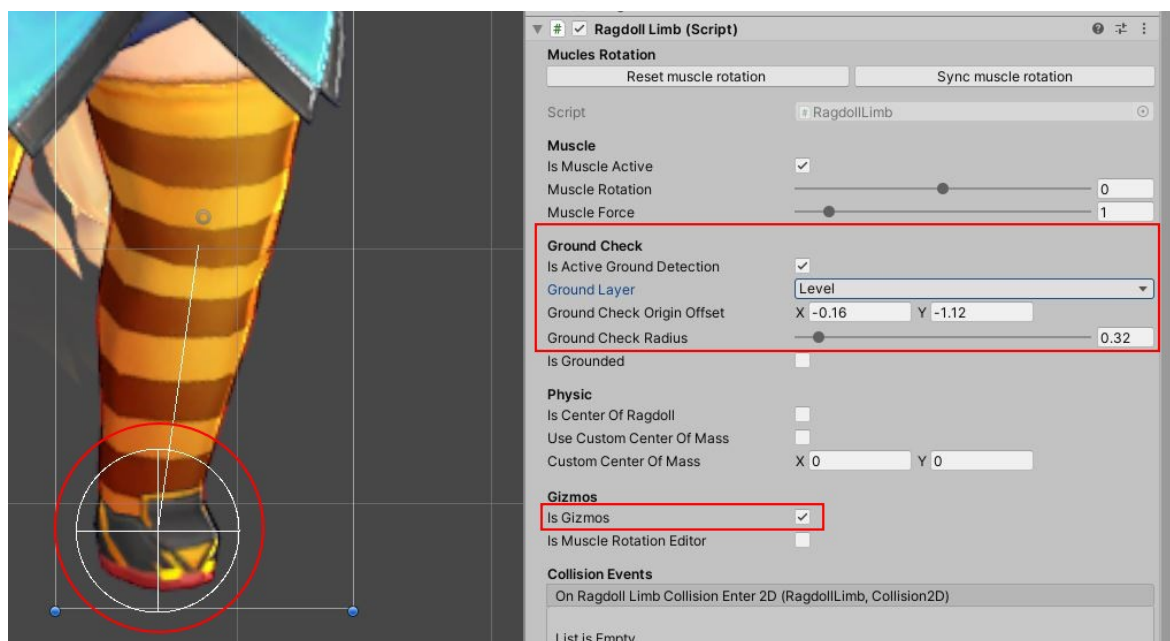 # Ragdoll Limb (Script)
Mucles Rotation
Reset muscle rotation Sync muscle rotation
Script # RagdollLimb
Muscle
Is Muscle Active
Muscle Rotation 0
Muscle Force 1
Ground Check
Is Active Ground Detection
Ground Layer Level
Ground Check Origin Offset X -0.16 Y -1.12
Ground Check Radius 0.32
Is Grounded
Physic
Is Center Of Ragdoll
Use Custom Center Of Mass
Custom Center Of Mass X 0 Y 0
Gizmos
Is Gizmos
Is Muscle Rotation Editor
Collision Events
On Ragdoll Limb Collision Enter 2D (RagdollLimb, Collision2D)
List is Empty